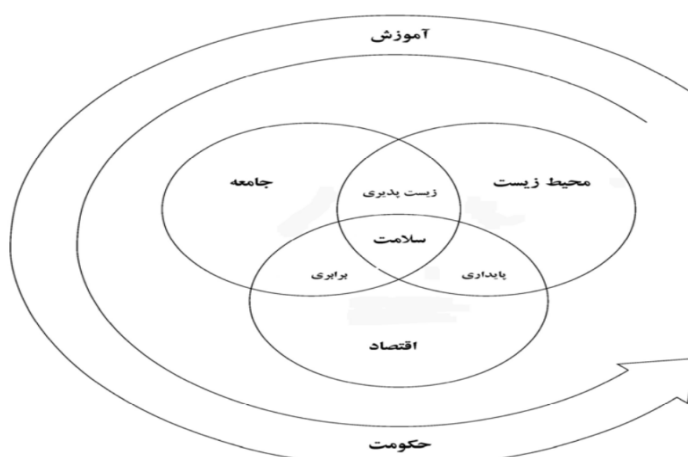 آموزش
جامعه
زیست پذیری
محیط زیست
سلامت
برابری
پایداری
اقتصاد
حکومت